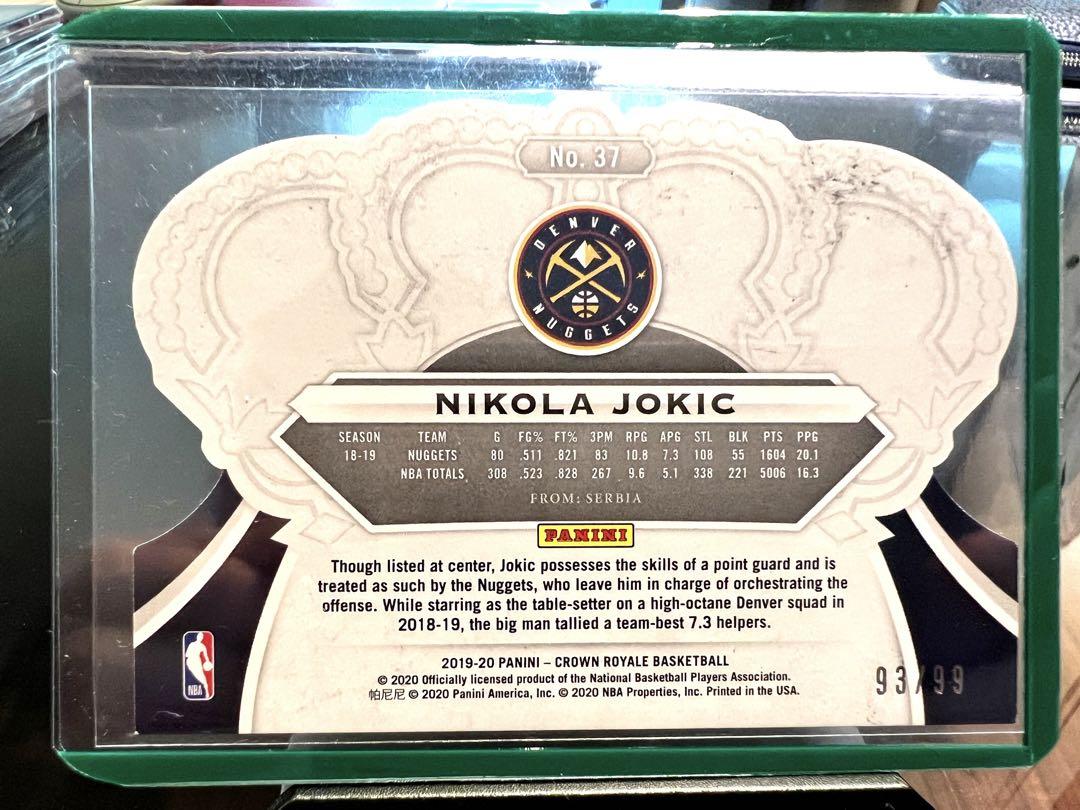 No. 37
DENVER
NUGGETS
NIKOLA JOKIC
SEASON TEAM G FG% FT% 3PM RPG APG STL BLK PTS PPG
18-19 NUGGETS 80 .511 .821 83 10.8 7.3 108 55 1604 20.1
NBA TOTALS 308 .523 .828 267 9.6 5.1 338 221 5006 16.3
FROM: SERBIA
PANINI
Though listed at center, Jokic possesses the skills of a point guard and is
treated as such by the Nuggets, who leave him in charge of orchestrating the
offense. While starring as the table-setter on a high-octane Denver squad in
2018-19, the big man tallied a team-best 7.3 helpers.
2019-20 PANINI – CROWN ROYALE BASKETBALL
© 2020 Officially licensed product of the National Basketball Players Association.
帕尼尼 © 2020 Panini America, Inc. © 2020 NBA Properties, Inc. Printed in the USA.
NBA
93/99